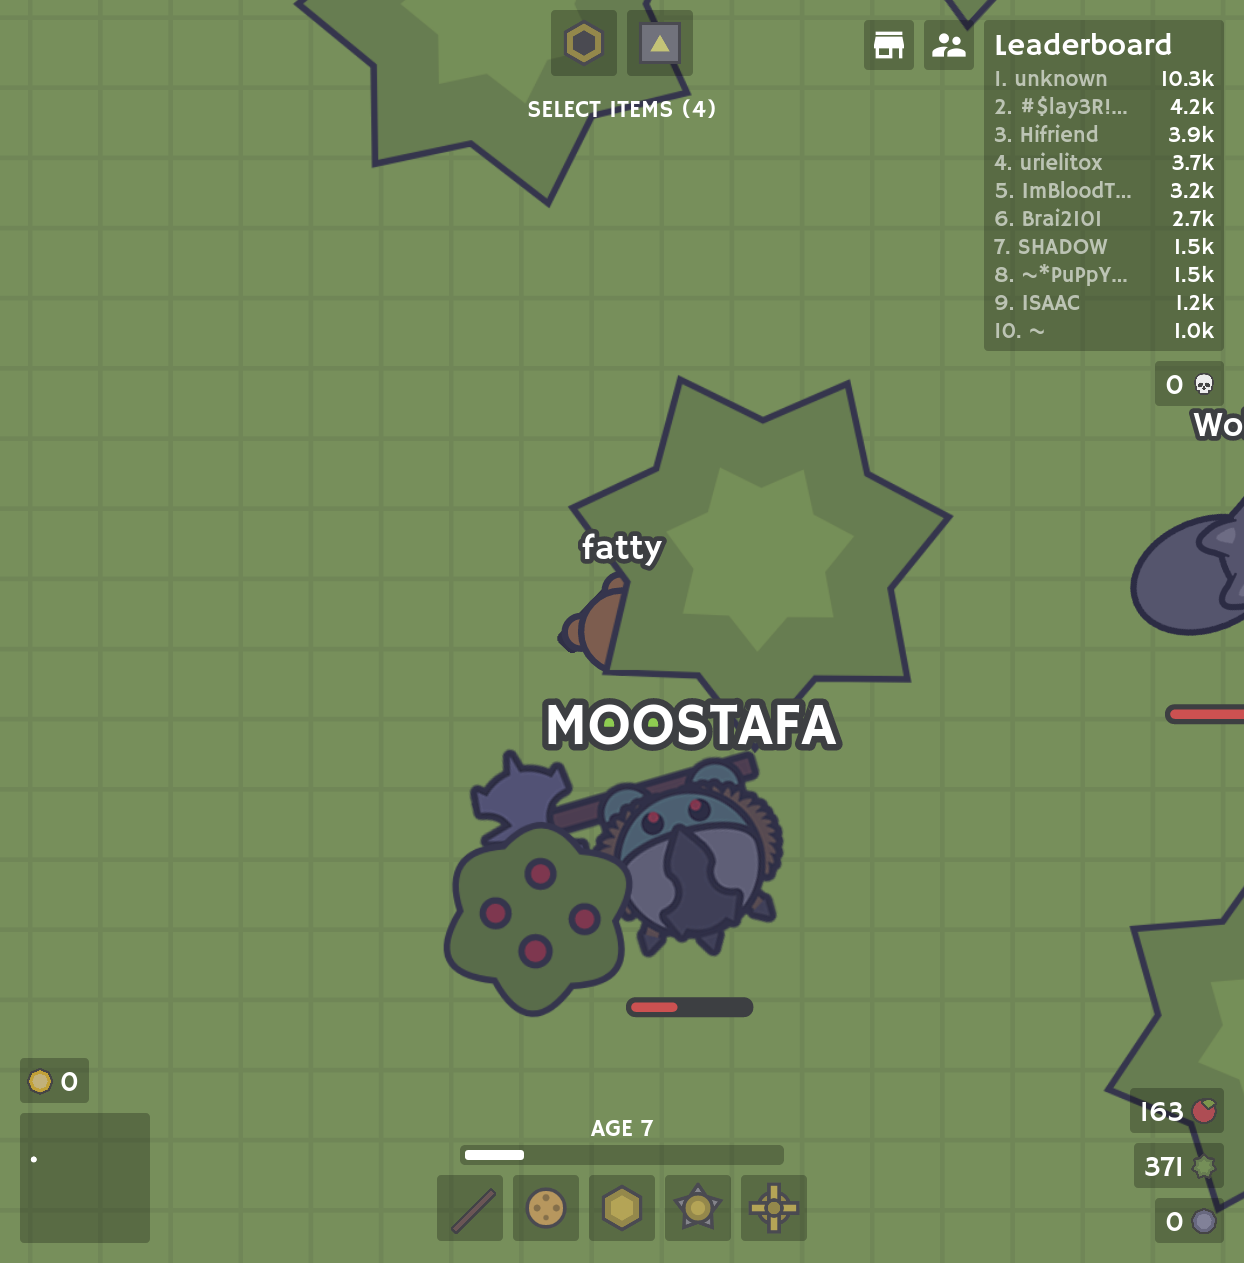 SELECT ITEMS (4)
Leaderboard
1. unknown 10.3k
2. #$lay3R!... 4.2k
3. Hifriend 3.9k
4. urielitox 3.7k
5. ImBloodT... 3.2k
6. Brai2101 2.7k
7. SHADOW 1.5k
8. ~*PuPpY... 1.5k
9. ISAAC 1.2k
10. ~ 1.0k
0
Wo
fatty
MOOSTAFA
0
163
AGE 7
371
0